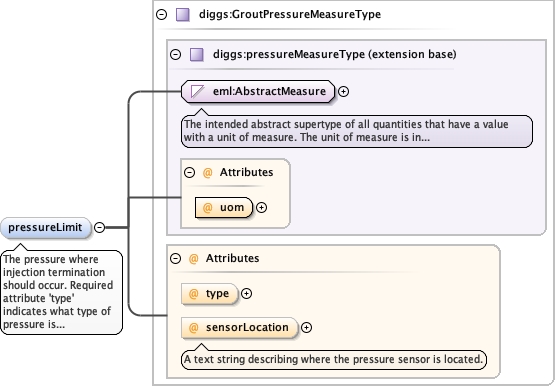 diggs:GroutPressureMeasureType
diggs:pressureMeasureType (extension base)
eml:AbstractMeasure
The intended abstract supertype of all quantities that have a value
with a unit of measure. The unit of measure is in...
@ Attributes
@ uom
pressureLimit
The pressure where
injection termination
should occur. Required
attribute 'type'
indicates what type of
pressure is...
@ Attributes
@ type
@ sensorLocation
A text string describing where the pressure sensor is located.